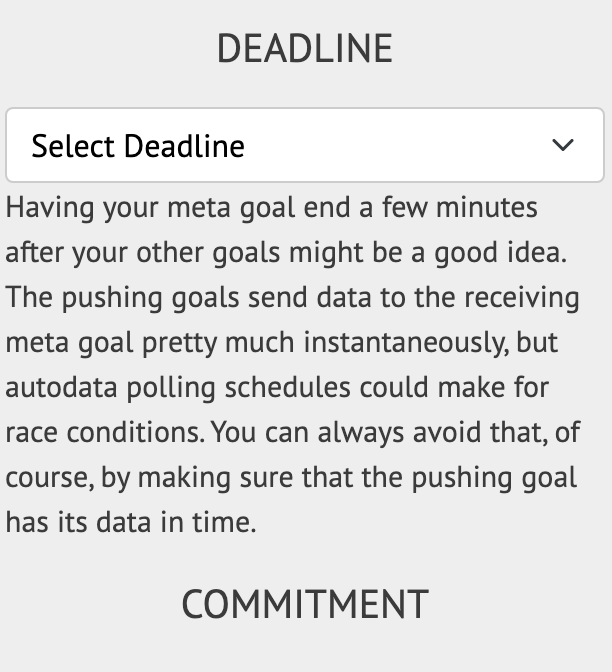 DEADLINE
Select Deadline
Having your meta goal end a few minutes
after your other goals might be a good idea.
The pushing goals send data to the receiving
meta goal pretty much instantaneously, but
autodata polling schedules could make for
race conditions. You can always avoid that, of
course, by making sure that the pushing goal
has its data in time.
COMMITMENT